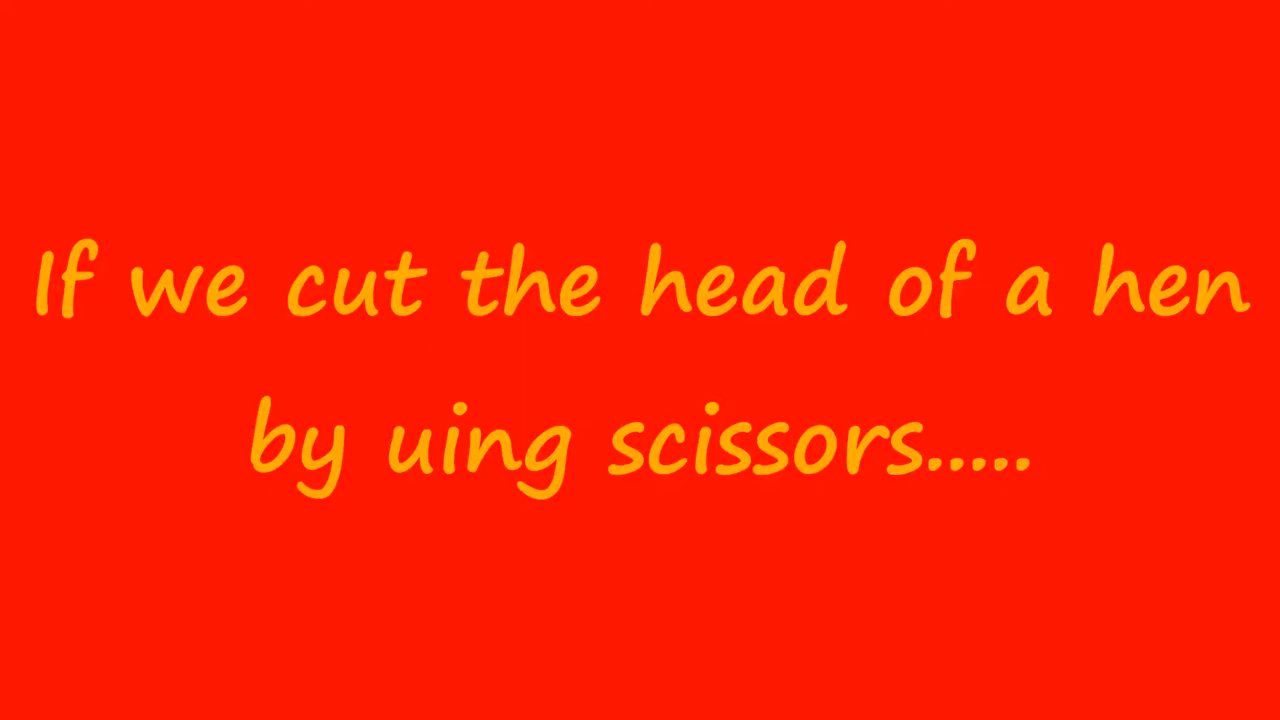 If we cut the head of a hen
by uing scissors.....